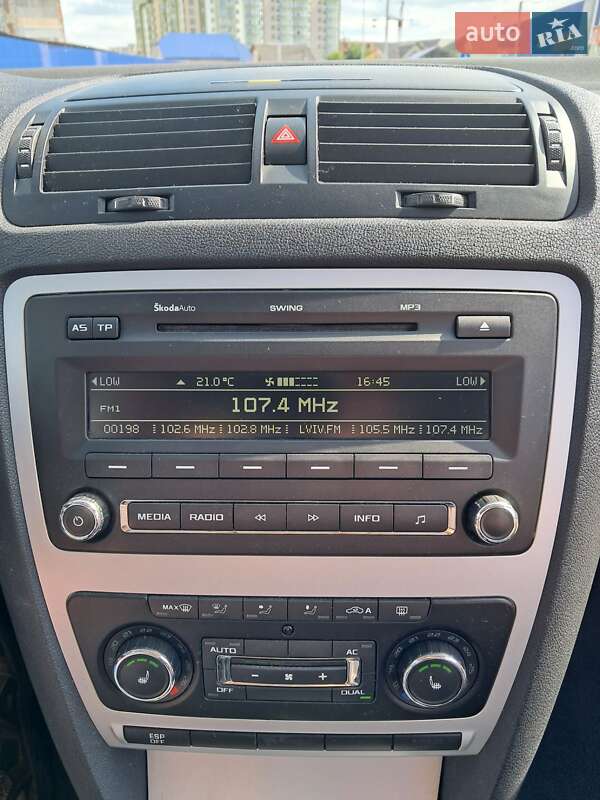 auto RIA .com
ŠkodaAuto SWING MP3
AS TP
LOW 21.0°C 16:45 LOW
FM1 107.4 MHz
00198 102.6 MHz 102.8 MHz LVIV.FM 105.5 MHz 107.4 MHz
MEDIA RADIO INFO
MAX A
AUTO AC
OFF DUAL
ESP
OFF